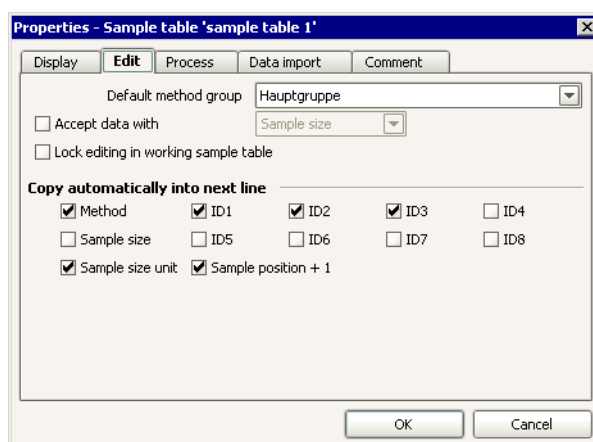 Properties - Sample table 'sample table 1'
Display Edit Process Data import Comment
Default method group Hauptgruppe
Accept data with Sample size
Lock editing in working sample table
Copy automatically into next line
Method ID1 ID2 ID3 ID4
Sample size ID5 ID6 ID7 ID8
Sample size unit Sample position + 1
OK Cancel